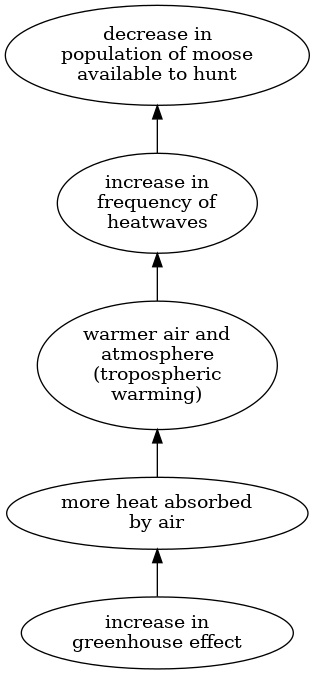 decrease in
population of moose
available to hunt
increase in
frequency of
heatwaves
warmer air and
atmosphere
(tropospheric
warming)
more heat absorbed
by air
increase in
greenhouse effect